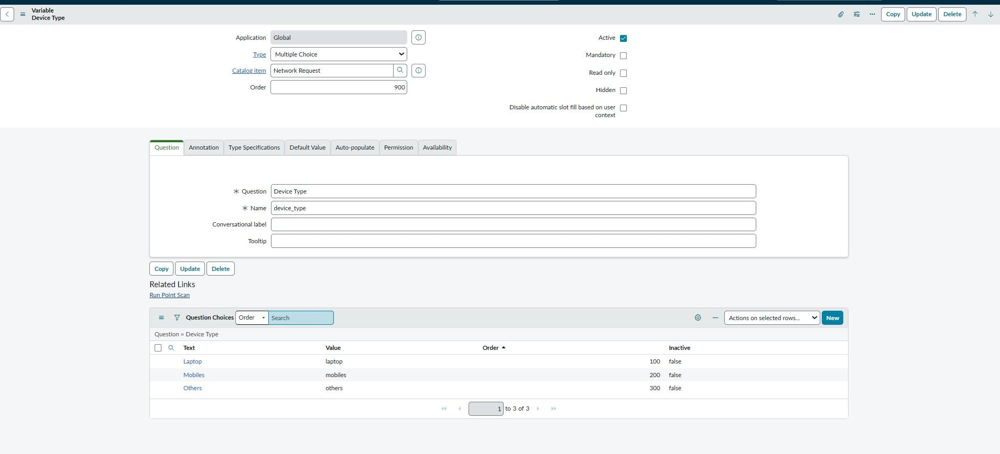 Variable
Device Type
Copy Update Delete
Application Global
Active
Type Multiple Choice
Mandatory
Catalog item Network Request
Read only
Order 900
Hidden
Disable automatic slot fill based on user
context
Question Annotation Type Specifications Default Value Auto-populate Permission Availability
Question Device Type
Name device_type
Conversational label
Tooltip
Copy Update Delete
Related Links
Run Point Scan
Question Choices Order Search Actions on selected rows... New
Question = Device Type
Text Value Order Inactive
Laptop laptop 100 false
Mobiles mobiles 200 false
Others others 300 false
1 to 3 of 3